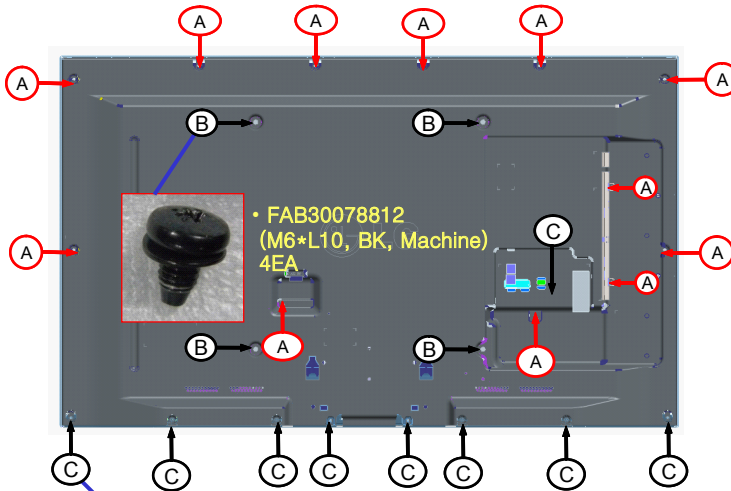 A A A A
A A
B B
A
• FAB30078812
(M6*L10, BK, Machine)
4EA
C
A A
A
A A
B B
C C C C C C C C